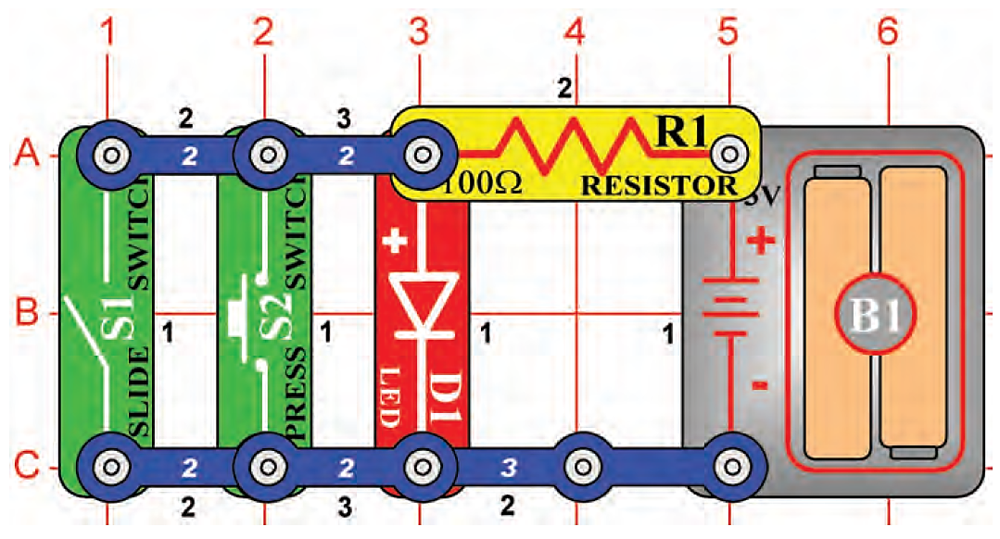 1 2 3 4 5 6
2 3 2
A 2 2 R1
100Ω RESISTOR
3V
+ +
SLIDE SWITCH
S1
PRESS SWITCH
S2
LED
D1
B 1 1 1 1 B1
-
C 2 2 3
2 3 2